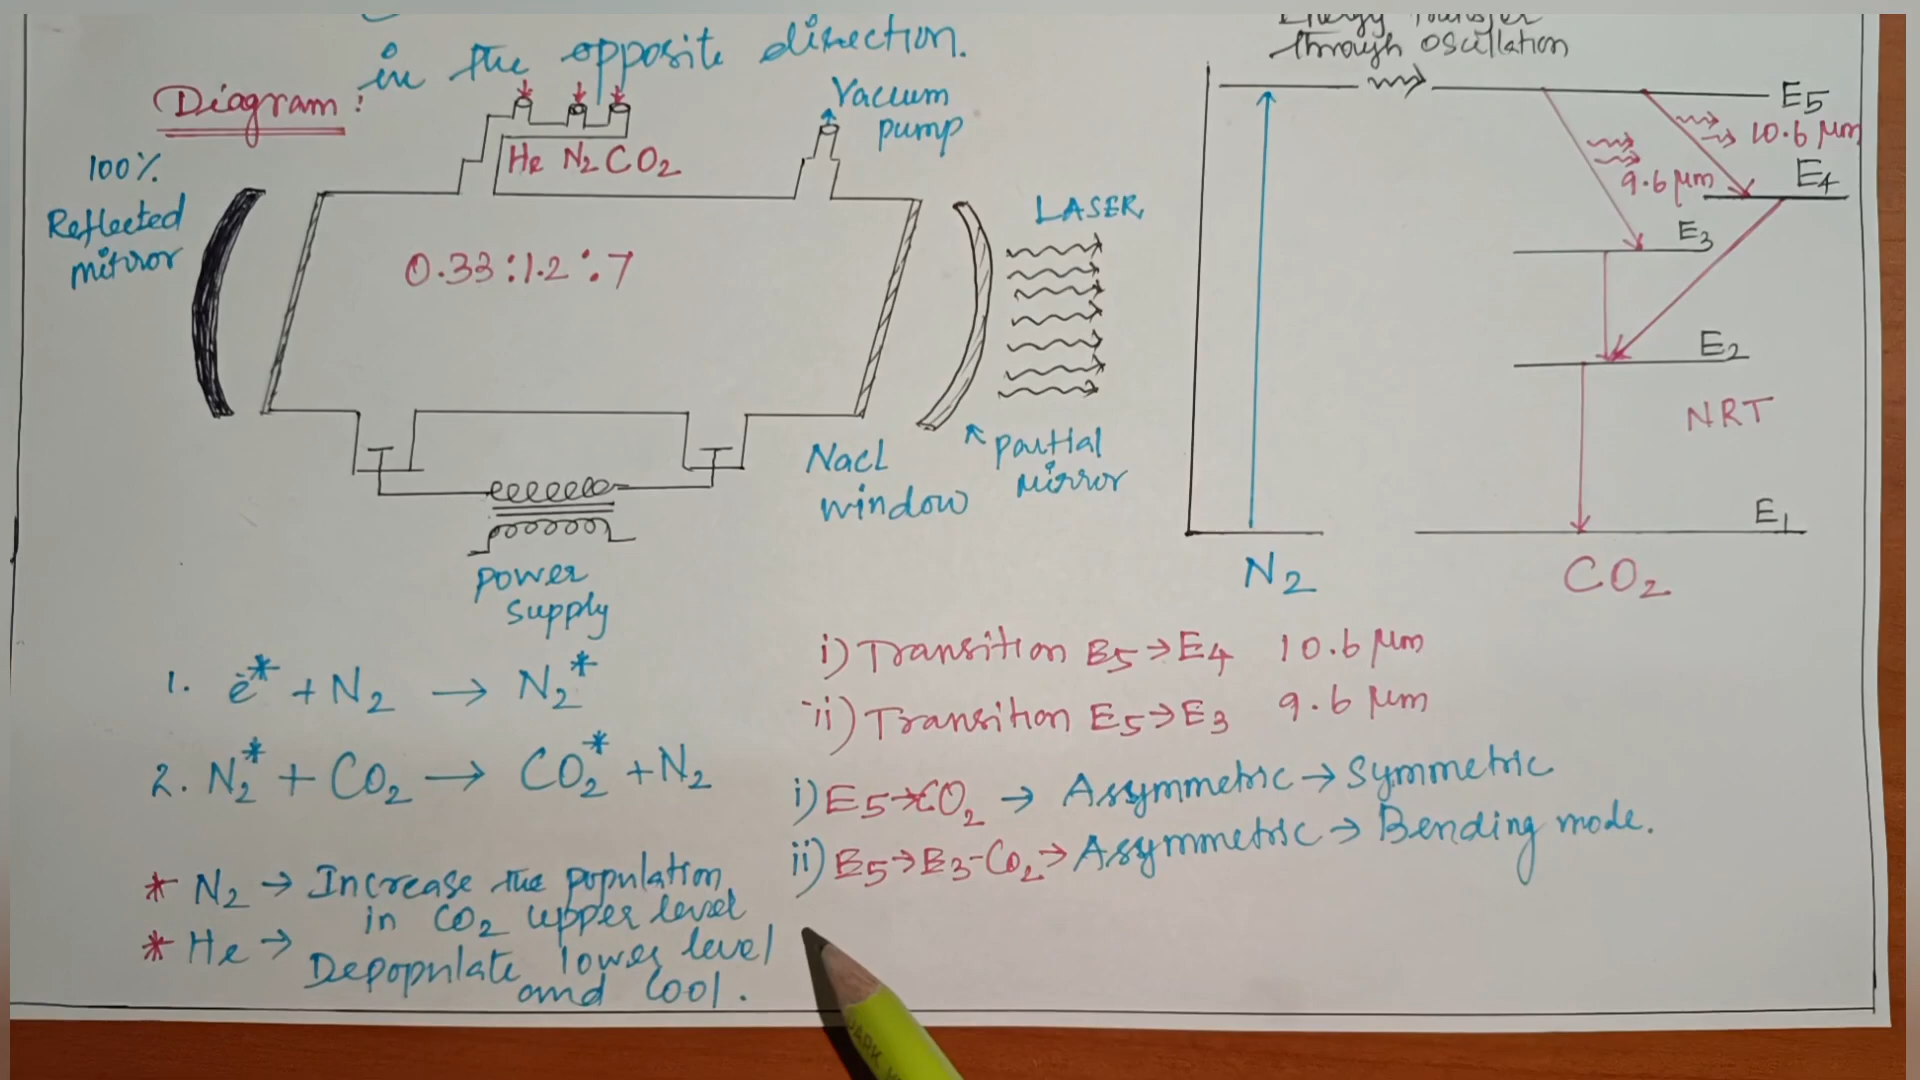 in the opposite direction.
Diagram:
100%
Reflected
mirror
He N2 CO2
Vacuum
pump
0.33:1.2:7
LASER
Nacl
window
partial
mirror
power
supply
Energy Transfer
through oscillation
E5
10.6 μm
9.6 μm
E4
E3
E2
NRT
E1
N2
CO2
1. e* + N2 → N2*
2. N2* + CO2 → CO2* + N2
* N2 → Increase the population
in CO2 upper level
* He → Depopulate lower level
and Cool.
i) Transition E5→E4 10.6 μm
ii) Transition E5→E3 9.6 μm
i) E5→CO2 → Assymmetric → Symmetric
ii) E5→E3-CO2→ Assymmetric → Bending mode.